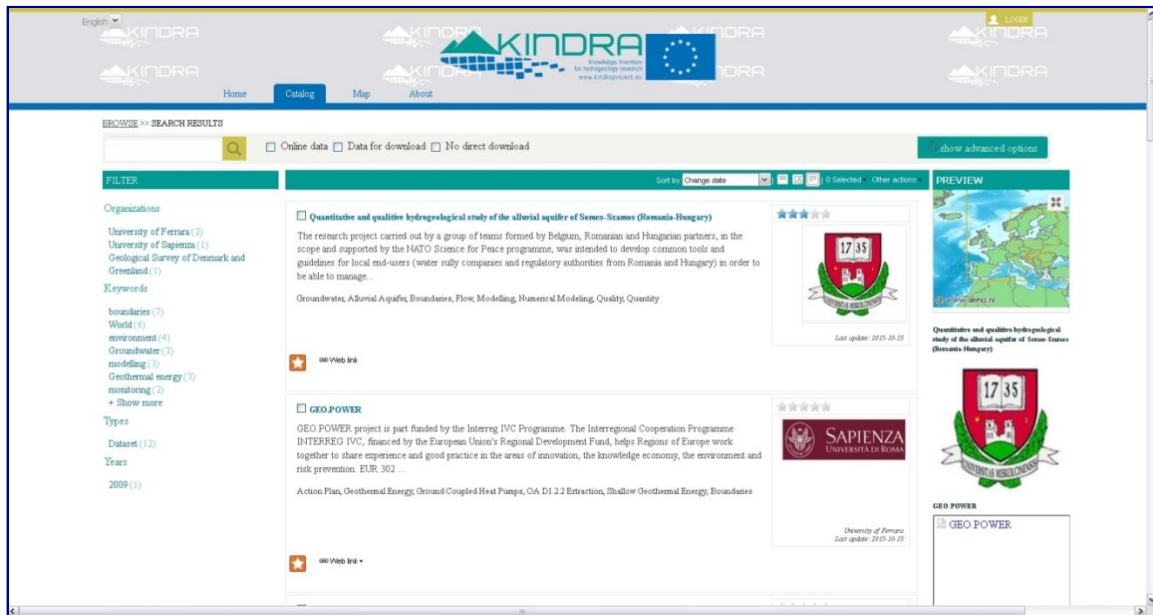 English
LOGIN
KINDRA
Knowledge Inventory
for hydrogeology research
www.kindraproject.eu
Home Catalog Map About
BROWSE >> SEARCH RESULTS
Online data Data for download No direct download
show advanced options
FILTER
Sort by Change date 0 Selected Other actions
PREVIEW
Organizations
University of Ferrara (2)
University of Sapienza (1)
Geological Survey of Denmark and
Greenland (1)
Keywords
boundaries (7)
World (6)
environment (4)
Groundwater (3)
modelling (3)
Geothermal energy (3)
monitoring (2)
+ Show more
Types
Dataset (12)
Years
2009 (1)
Quantitative and qualitive hydrogeological study of the alluvial aquifer of Somes-Szamos (Romania-Hungary)
The research project carried out by a group of teams formed by Belgium, Romanian and Hungarian partners, in the
scope and supported by the NATO Science for Peace programme, was intended to develop common tools and
guidelines for local end-users (water rully companies and regulatory authorities from Romania and Hungary) in order to
be able to manage...
Groundwater, Alluvial Aquifer, Boundaries, Flow, Modelling, Numerical Modeling, Quality, Quantity
17 35
Last update: 2015-10-15
Web link
GEO.POWER
GEO.POWER project is part funded by the Interreg IVC Programme. The Interregional Cooperation Programme
INTERREG IVC, financed by the European Union's Regional Development Fund, helps Regions of Europe work
together to share experience and good practice in the areas of innovation, the knowledge economy, the environment and
risk prevention. EUR 302 ...
Action Plan, Geothermal Energy, Ground Coupled Heat Pumps, OA D1.2.2 Extraction, Shallow Geothermal Energy, Boundaries
SAPIENZA
UNIVERSITÀ DI ROMA
University of Ferrara
Last update: 2015-10-15
Web link
www.demis.nl
Quantitative and qualitive hydrogeological
study of the alluvial aquifer of Somes-Szamos
(Romania-Hungary)
17 35
UNIVERSITAS MISKOLCINENSIS
GEO.POWER
GEO.POWER